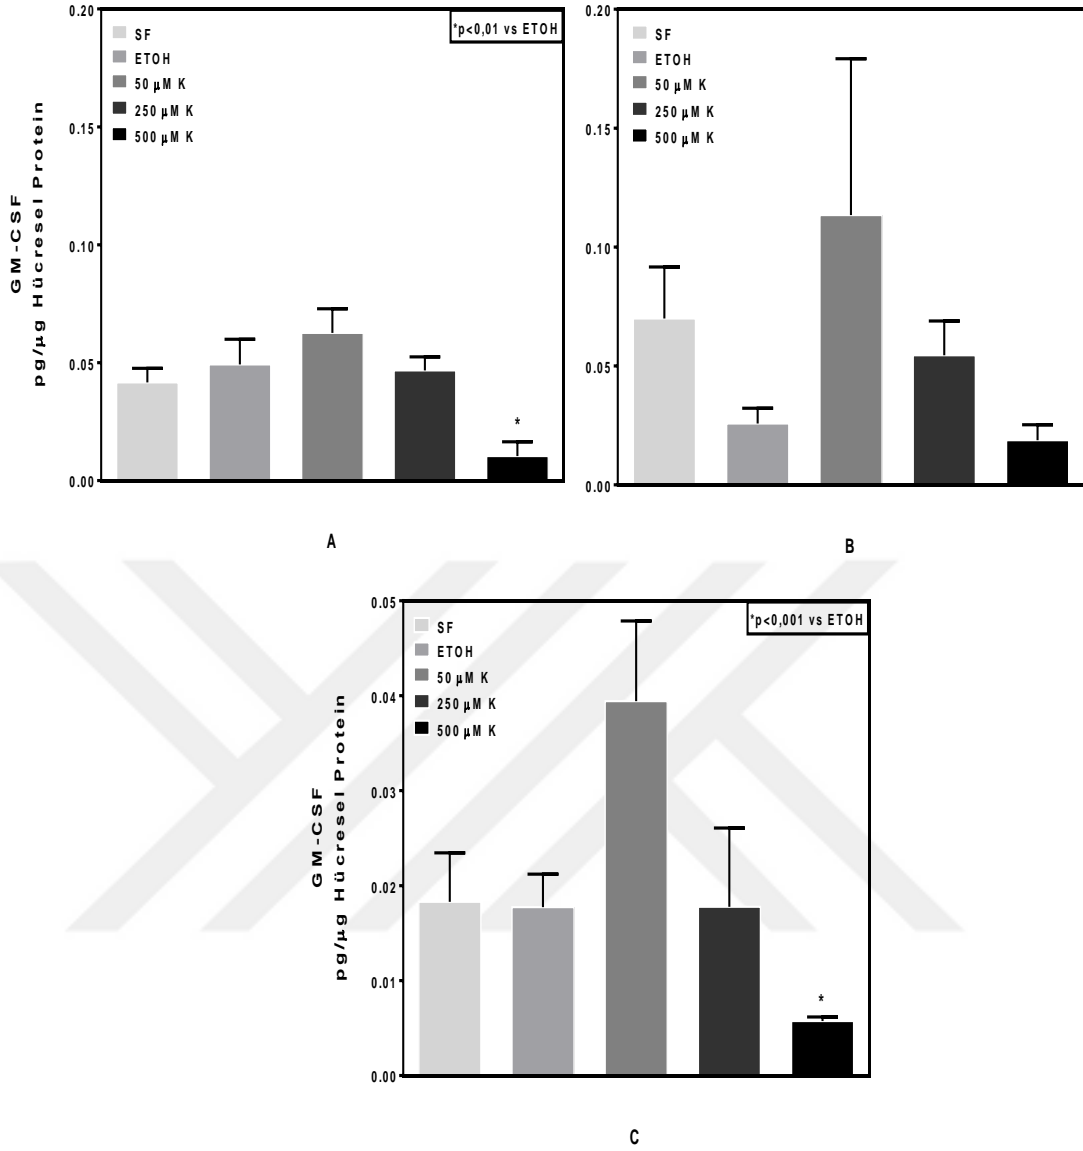 GM-CSF
pg/µg Hücresel Protein
0.20
0.15
0.10
0.05
0.00
SF
ETOH
50 µM K
250 µM K
500 µM K
*p<0,01 vs ETOH
*
A
0.20
0.15
0.10
0.05
0.00
SF
ETOH
50 µM K
250 µM K
500 µM K
B
GM-CSF
pg/µg Hücresel Protein
0.05
0.04
0.03
0.02
0.01
0.00
SF
ETOH
50 µM K
250 µM K
500 µM K
*p<0,001 vs ETOH
*
C